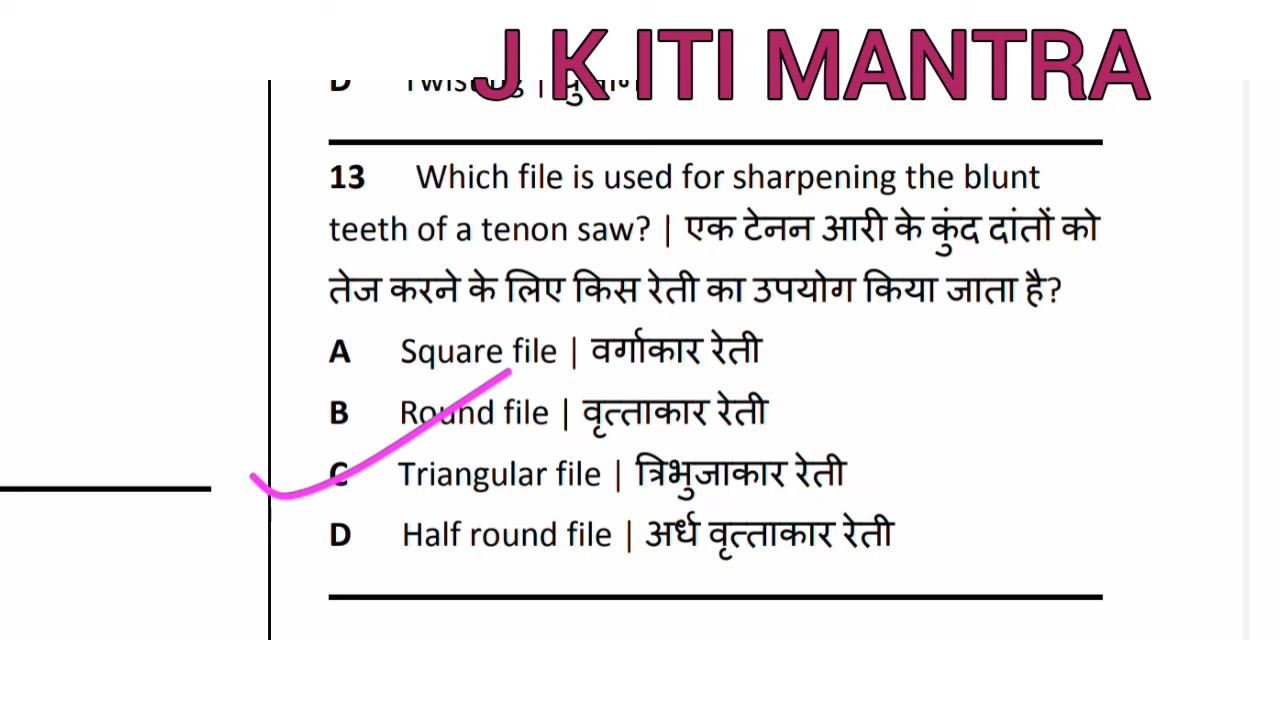 J K ITI MANTRA
D
13 Which file is used for sharpening the blunt
teeth of a tenon saw? | एक टेनन आरी के कुंद दांतों को
तेज करने के लिए किस रेती का उपयोग किया जाता है?
A Square file | वर्गाकार रेती
B Round file | वृत्ताकार रेती
C Triangular file | त्रिभुजाकार रेती
D Half round file | अर्ध वृत्ताकार रेती